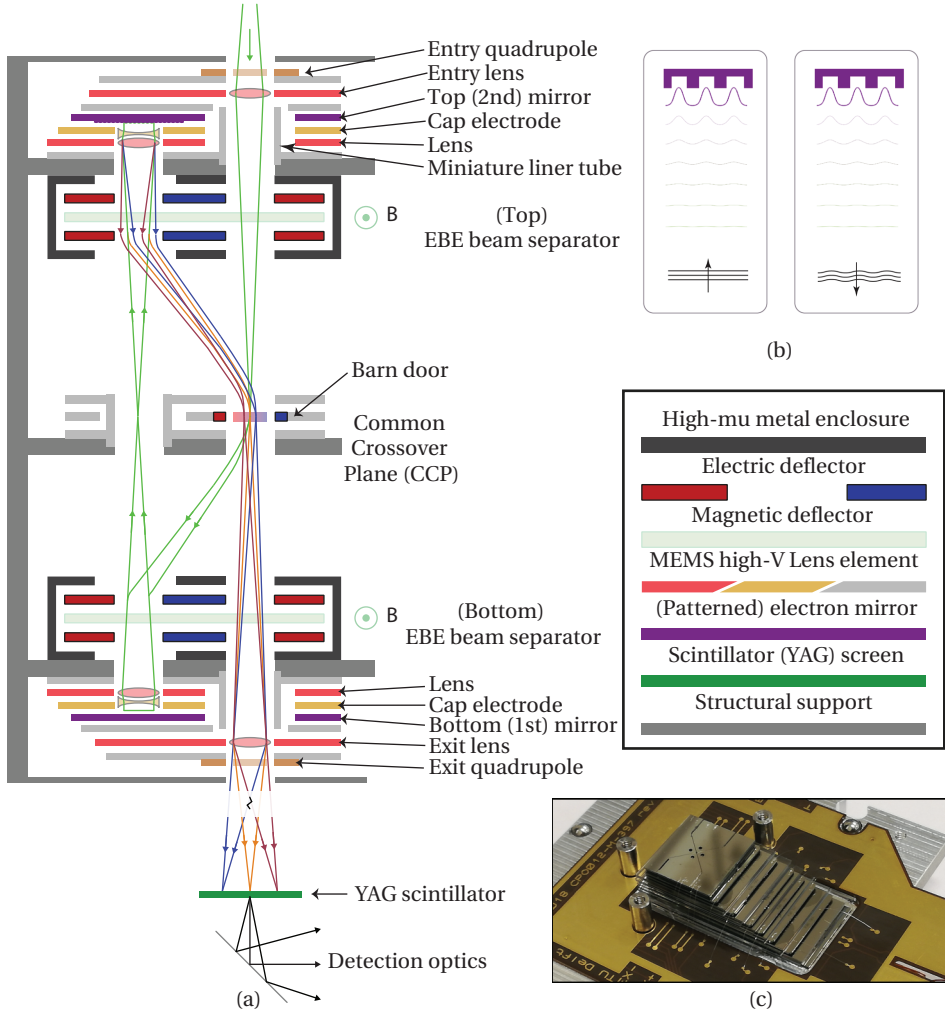 Entry quadrupole
Entry lens
Top (2nd) mirror
Cap electrode
Lens
Miniature liner tube
B
(Top)
EBE beam separator
Barn door
Common
Crossover
Plane (CCP)
B
(Bottom)
EBE beam separator
Lens
Cap electrode
Bottom (1st) mirror
Exit lens
Exit quadrupole
YAG scintillator
Detection optics
(a)
(b)
High-mu metal enclosure
Electric deflector
Magnetic deflector
MEMS high-V Lens element
(Patterned) electron mirror
Scintillator (YAG) screen
Structural support
TU Delft
(c)